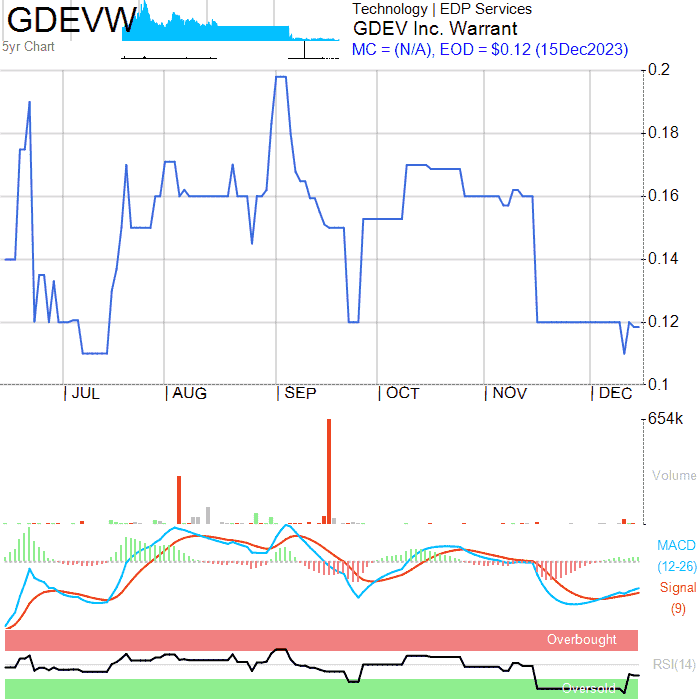 GDEVW
5yr Chart
Technology | EDP Services
GDEV Inc. Warrant
MC = (N/A), EOD = $0.12 (15Dec2023)
0.2
0.18
0.16
0.14
0.12
0.1
JUL
AUG
SEP
OCT
NOV
DEC
654k
Volume
MACD
(12-26)
Signal
(9)
Overbought
RSI(14)
Oversold